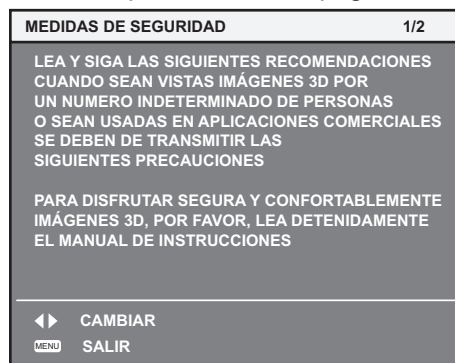 MEDIDAS DE SEGURIDAD 1/2
LEA Y SIGA LAS SIGUIENTES RECOMENDACIONES
CUANDO SEAN VISTAS IMÁGENES 3D POR
UN NUMERO INDETERMINADO DE PERSONAS
O SEAN USADAS EN APLICACIONES COMERCIALES
SE DEBEN DE TRANSMITIR LAS
SIGUIENTES PRECAUCIONES
PARA DISFRUTAR SEGURA Y CONFORTABLEMENTE
IMÁGENES 3D, POR FAVOR, LEA DETENIDAMENTE
EL MANUAL DE INSTRUCCIONES
CAMBIAR
MENU SALIR